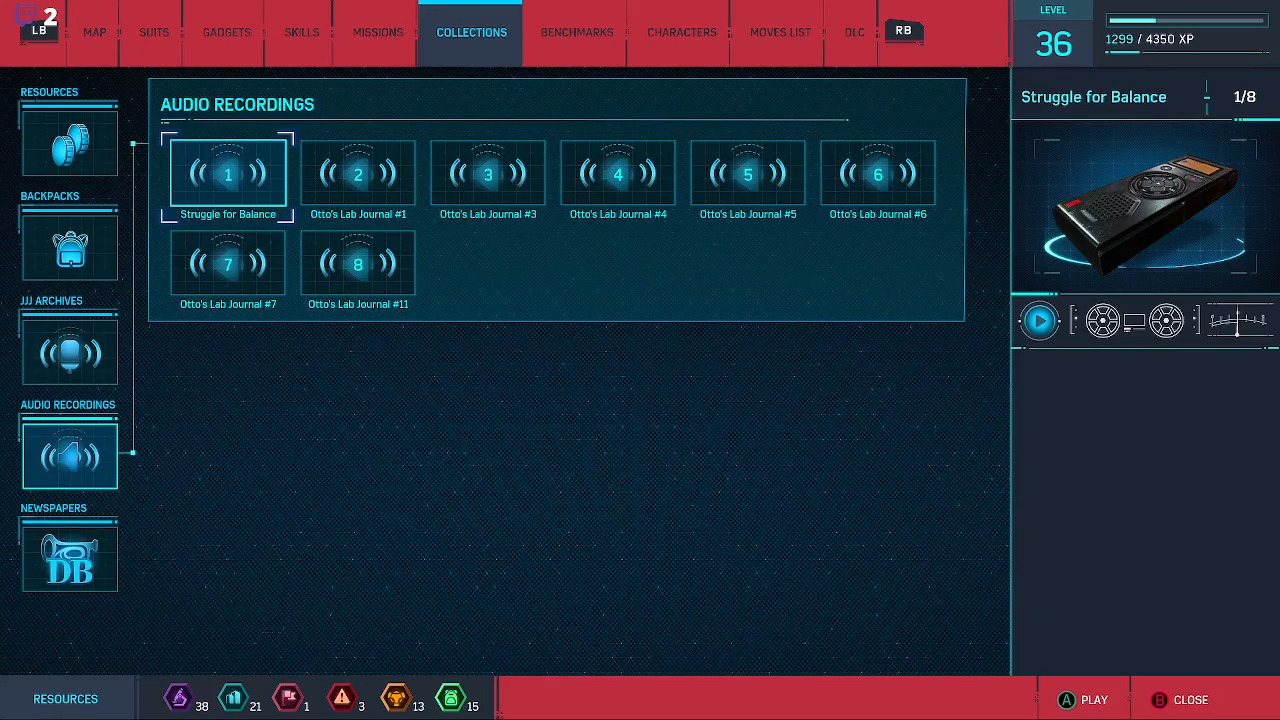 2
LB
MAP
SUITS
GADGETS
SKILLS
MISSIONS
COLLECTIONS
BENCHMARKS
CHARACTERS
MOVES LIST
DLC
RB
LEVEL
36
1299 / 4350 XP
RESOURCES
BACKPACKS
JJJ ARCHIVES
AUDIO RECORDINGS
NEWSPAPERS
DB
AUDIO RECORDINGS
1
2
3
4
5
6
Struggle for Balance
Otto's Lab Journal #1
Otto's Lab Journal #3
Otto's Lab Journal #4
Otto's Lab Journal #5
Otto's Lab Journal #6
7
8
Otto's Lab Journal #7
Otto's Lab Journal #11
Struggle for Balance
1/8
RESOURCES
38
21
1
3
13
15
A PLAY
B CLOSE